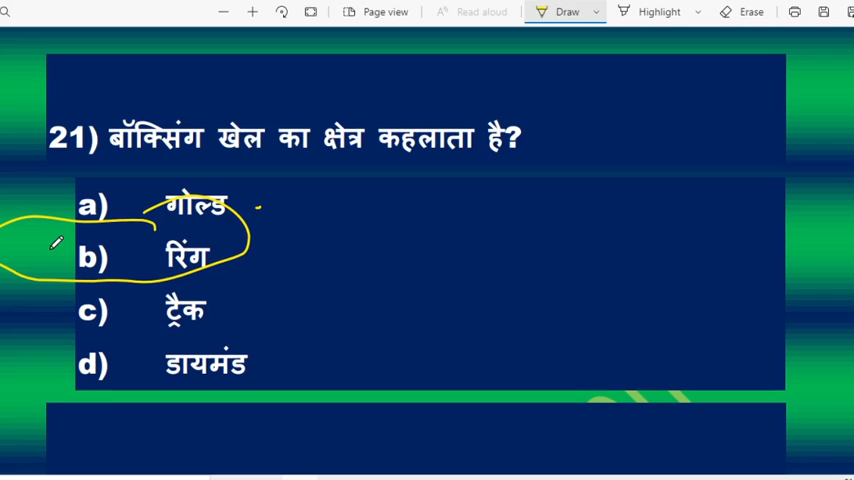 Page view
Read aloud
Draw
Highlight
Erase
21) बॉक्सिंग खेल का क्षेत्र कहलाता है?
a) गोल्ड
b) रिंग
c) ट्रैक
d) डायमंड